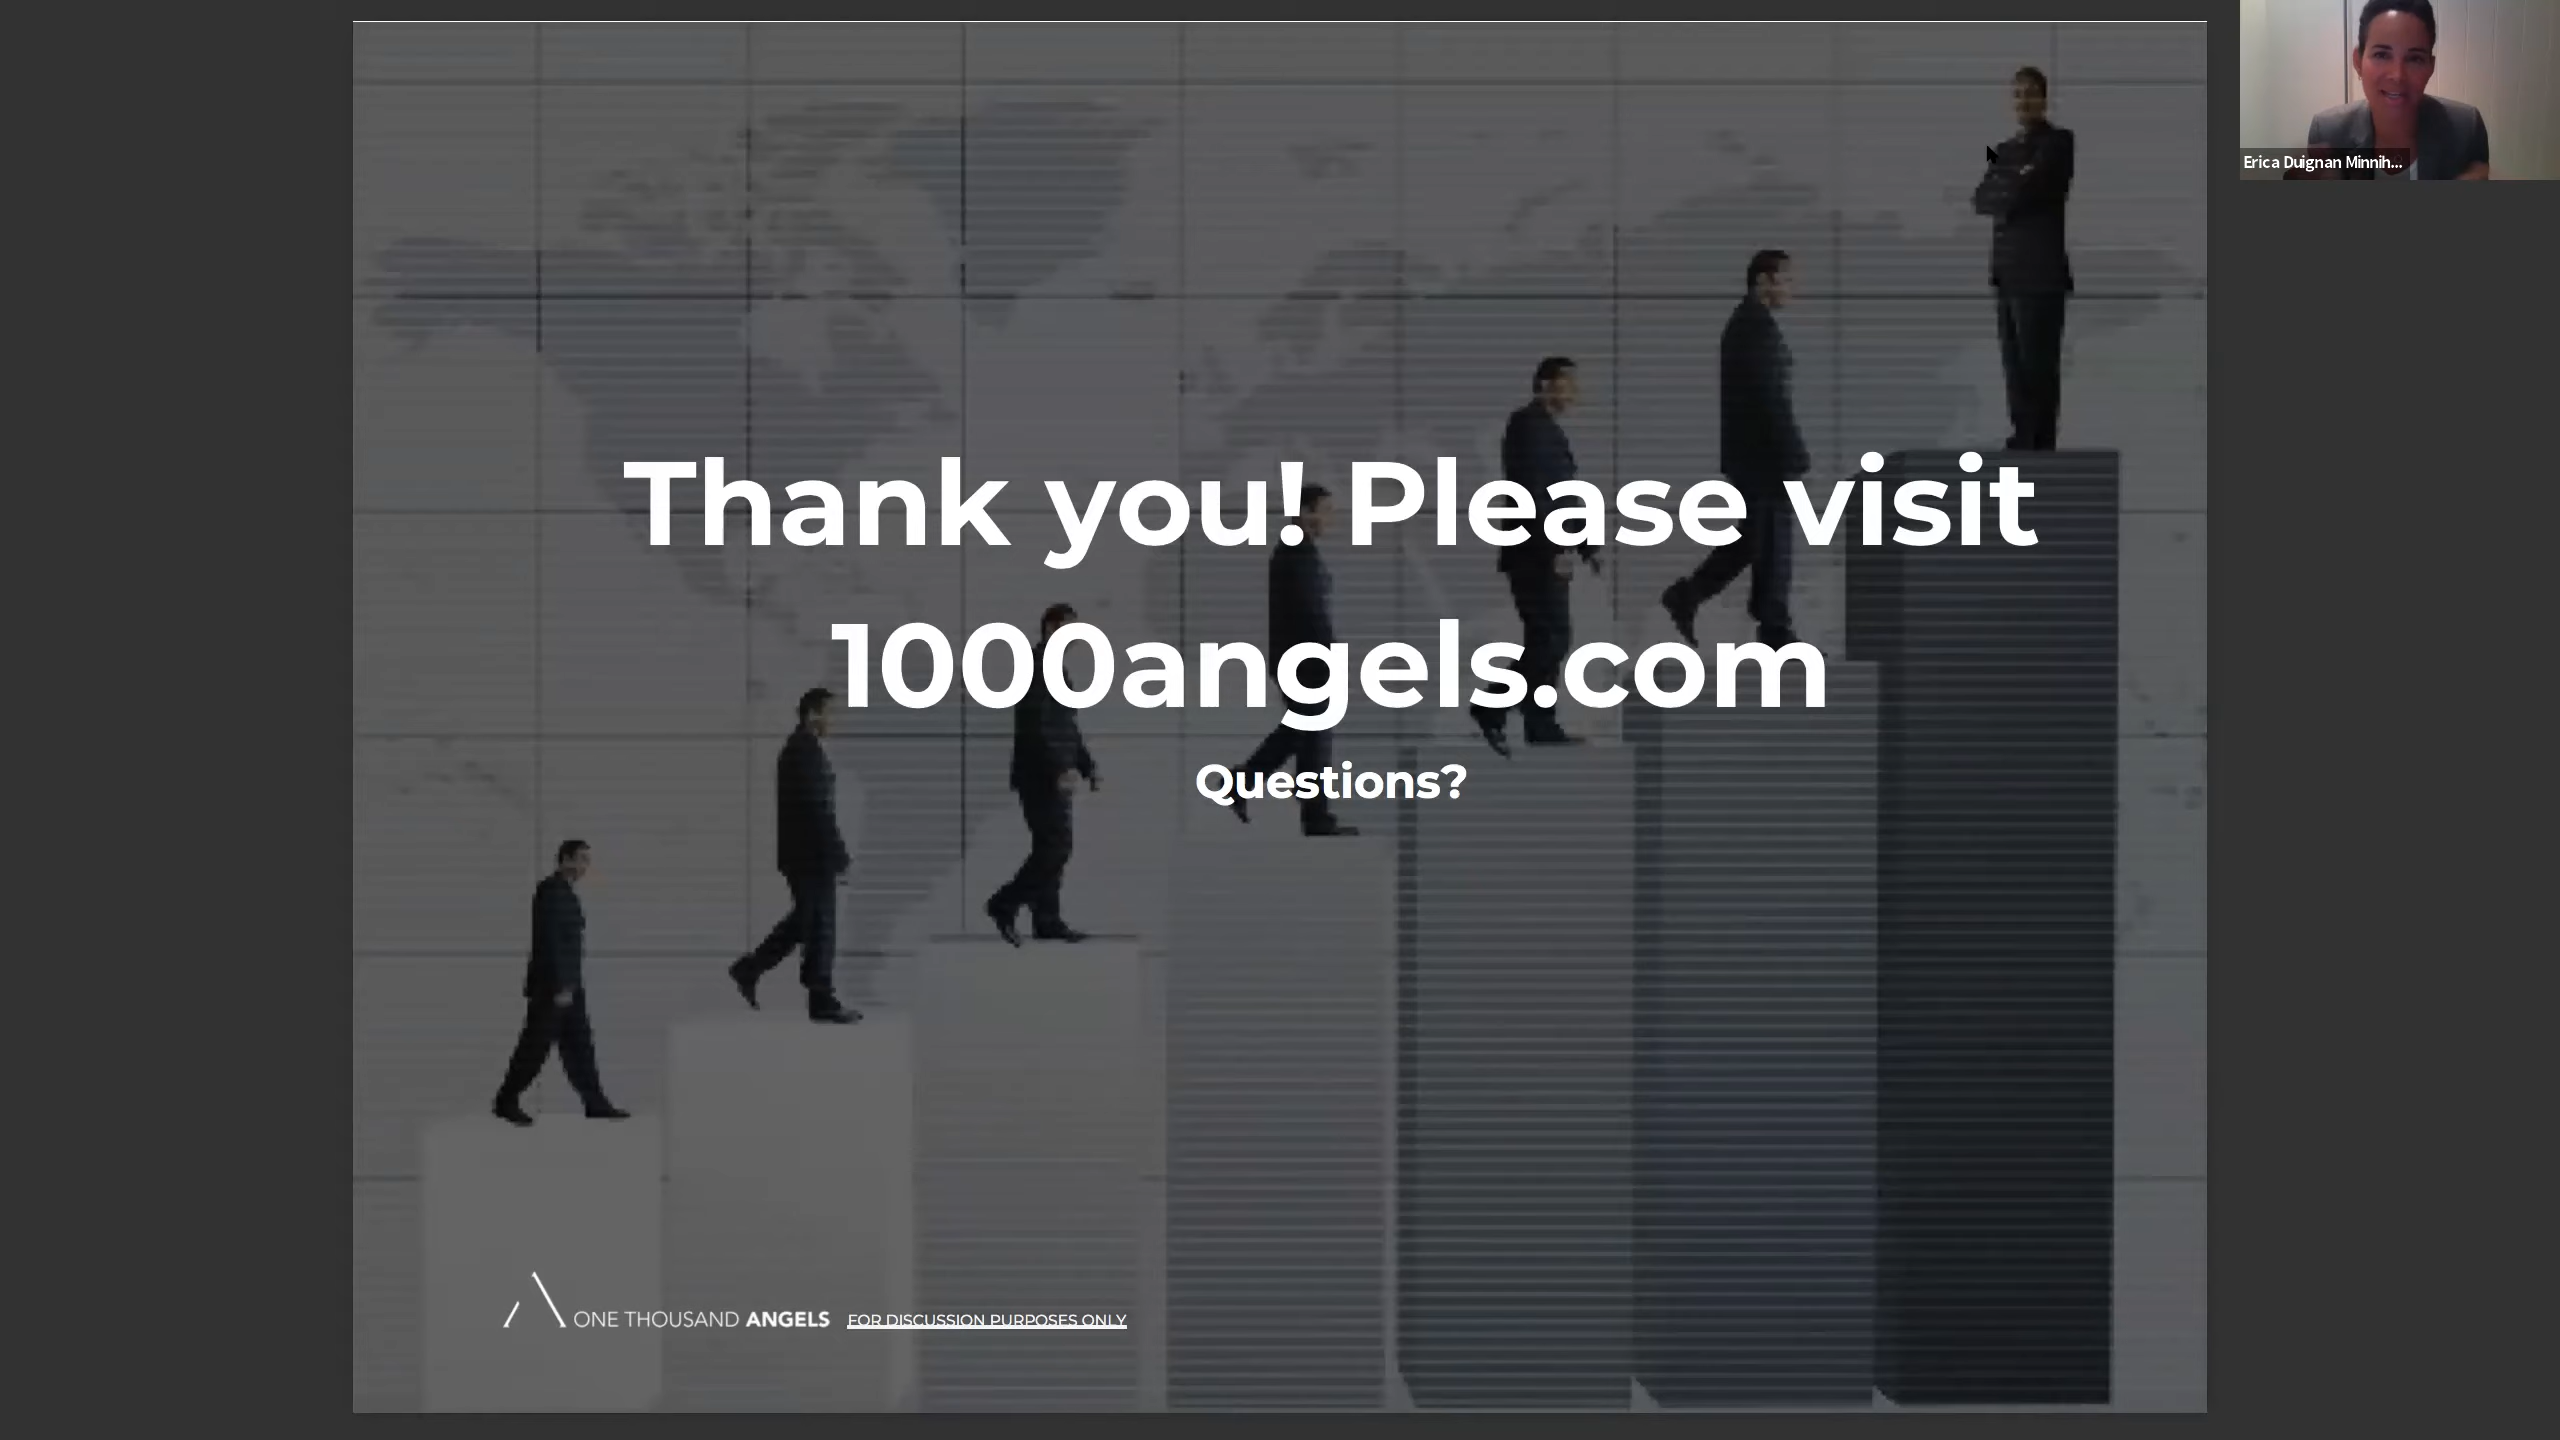 Erica Duignan Minnih...
Thank you! Please visit
1000angels.com
Questions?
ONE THOUSAND ANGELS FOR DISCUSSION PURPOSES ONLY